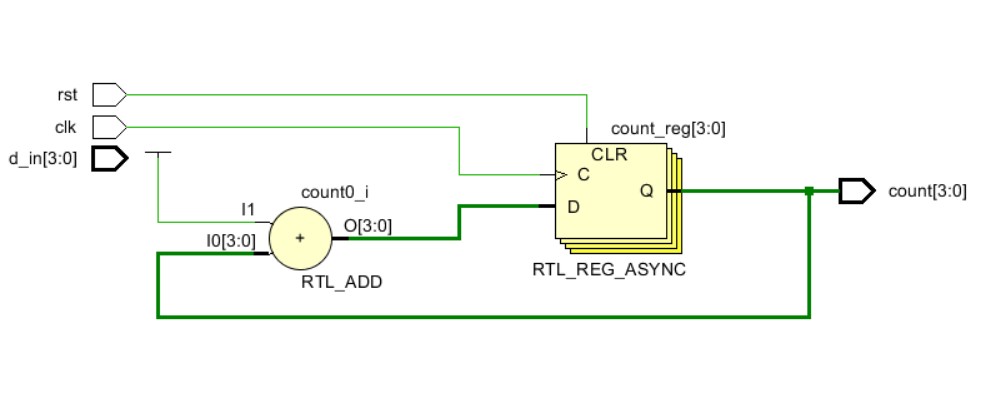 rst
clk
d_in[3:0]
count_reg[3:0]
CLR
C
Q
D
count[3:0]
RTL_REG_ASYNC
count0_i
I1
I0[3:0]
+
O[3:0]
RTL_ADD